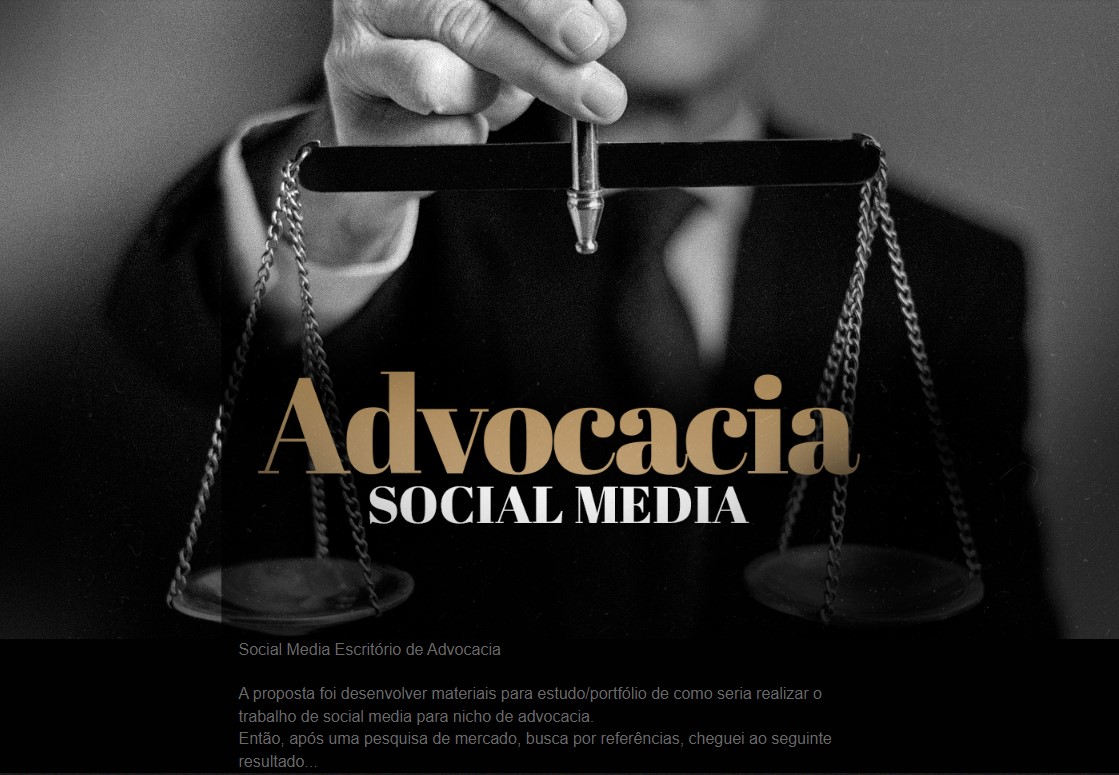 Advocacia
SOCIAL MEDIA
Social Media Escritório de Advocacia
A proposta foi desenvolver materiais para estudo/portfólio de como seria realizar o
trabalho de social media para nicho de advocacia.
Então, após uma pesquisa de mercado, busca por referências, cheguei ao seguinte
resultado...